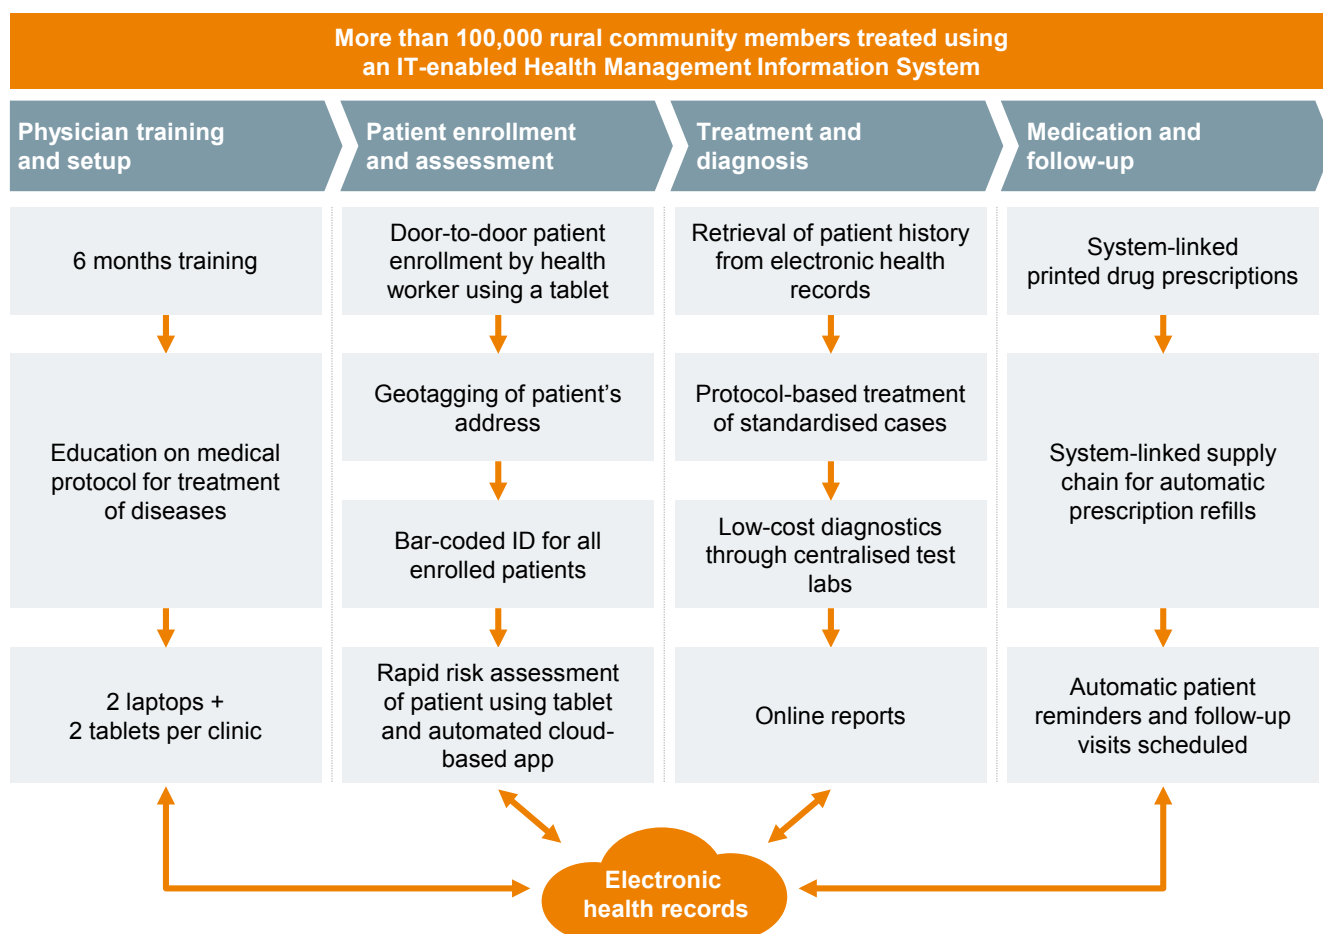 More than 100,000 rural community members treated using
an IT-enabled Health Management Information System
Physician training
and setup
Patient enrollment
and assessment
Treatment and
diagnosis
Medication and
follow-up
6 months training
Education on medical
protocol for treatment
of diseases
2 laptops +
2 tablets per clinic
Door-to-door patient
enrollment by health
worker using a tablet
Geotagging of patient’s
address
Bar-coded ID for all
enrolled patients
Rapid risk assessment
of patient using tablet
and automated cloud-
based app
Retrieval of patient history
from electronic health
records
Protocol-based treatment
of standardised cases
Low-cost diagnostics
through centralised test
labs
Online reports
System-linked
printed drug prescriptions
System-linked supply
chain for automatic
prescription refills
Automatic patient
reminders and follow-up
visits scheduled
Electronic
health records